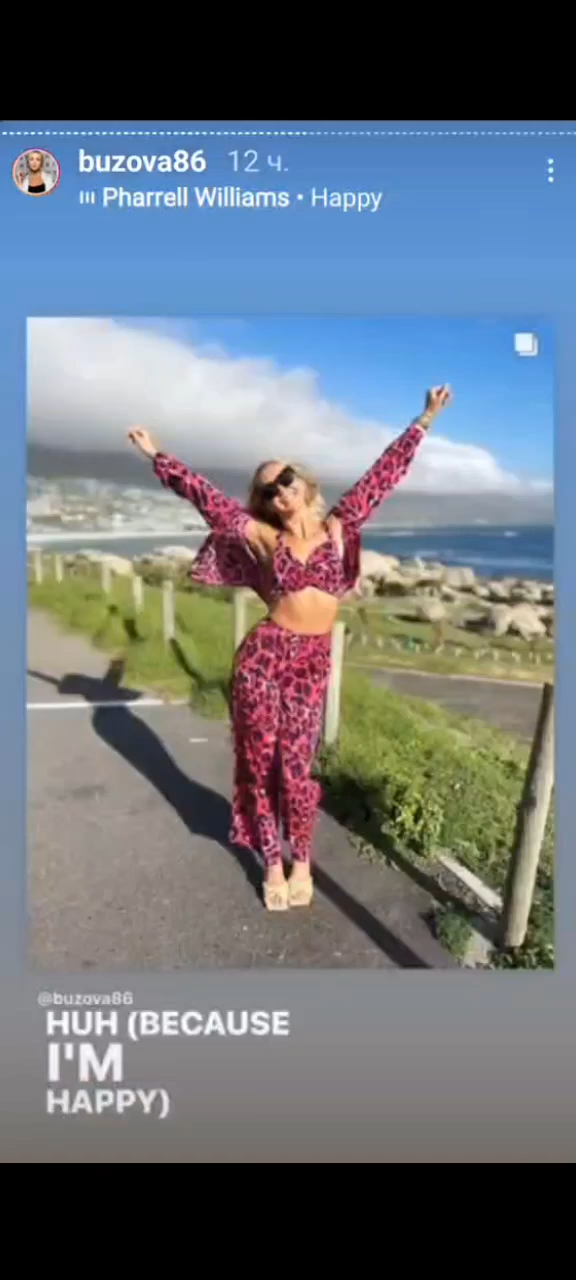 buzova86 12 ч.
Pharrell Williams • Happy
@buzova86
HUH (BECAUSE
I'M
HAPPY)